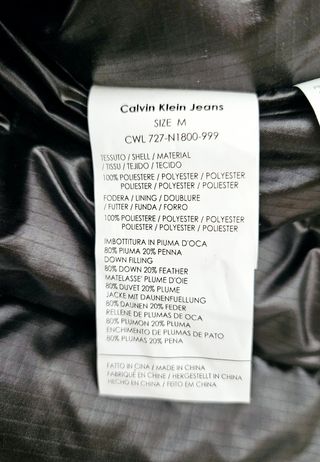 Calvin Klein Jeans
SIZE M
CWL 727-N1800-999
TESSUTO / SHELL / MATERIAL
/ TISSU / TEJIDO / TECIDO
100% POLIESTERE / POLYESTER / POLYESTER
POLIESTER / POLYESTER / POLIESTER
FODERA / LINING / DOUBLURE
/ FUTTER / FUNDA / FORRO
100% POLIESTERE / POLYESTER / POLYESTER
POLIESTER / POLYESTER / POLIESTER
IMBOTTITURA IN PIUMA D'OCA
80% PIUMA 20% PENNA
DOWN FILLING
80% DOWN 20% FEATHER
MATELASSE' PLUME D'OIE
80% DUVET 20% PLUME
JACKE MIT DAUNENFUELLUNG
80% DAUNEN 20% FEDER
RELLENE DE PLUMAS DE OCA
80% PLUMÓN 20% PLUMA
ENCHIMENTO DE PLUMAS DE PATO
80% PLUMAS 20% PENA
FATTO IN CINA / MADE IN CHINA
FABRIQUÉ EN CHINE / HERGESTELLT IN CHINA
HECHO EN CHINA / FEITO EM CHINA